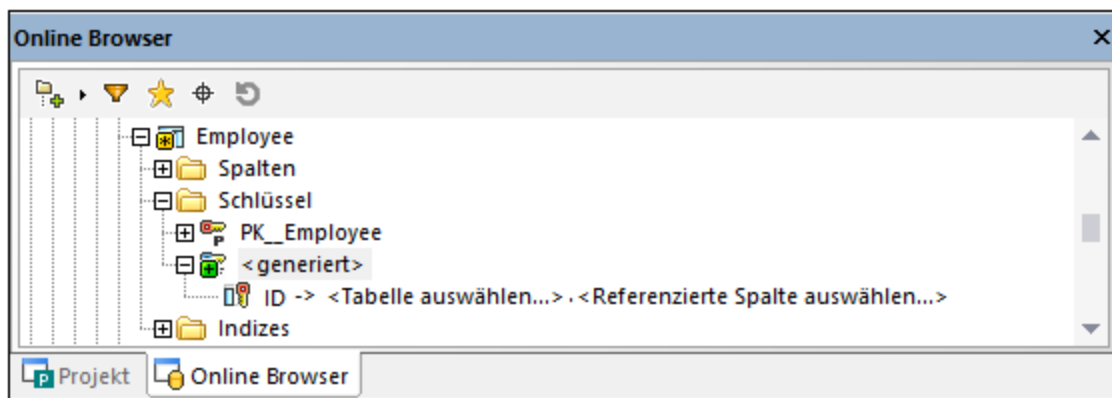 Online Browser
Employee
Spalten
Schlüssel
PK__Employee
<generiert>
ID -> <Tabelle auswählen...>.<Referenzierte Spalte auswählen...>
Indizes
Projekt Online Browser